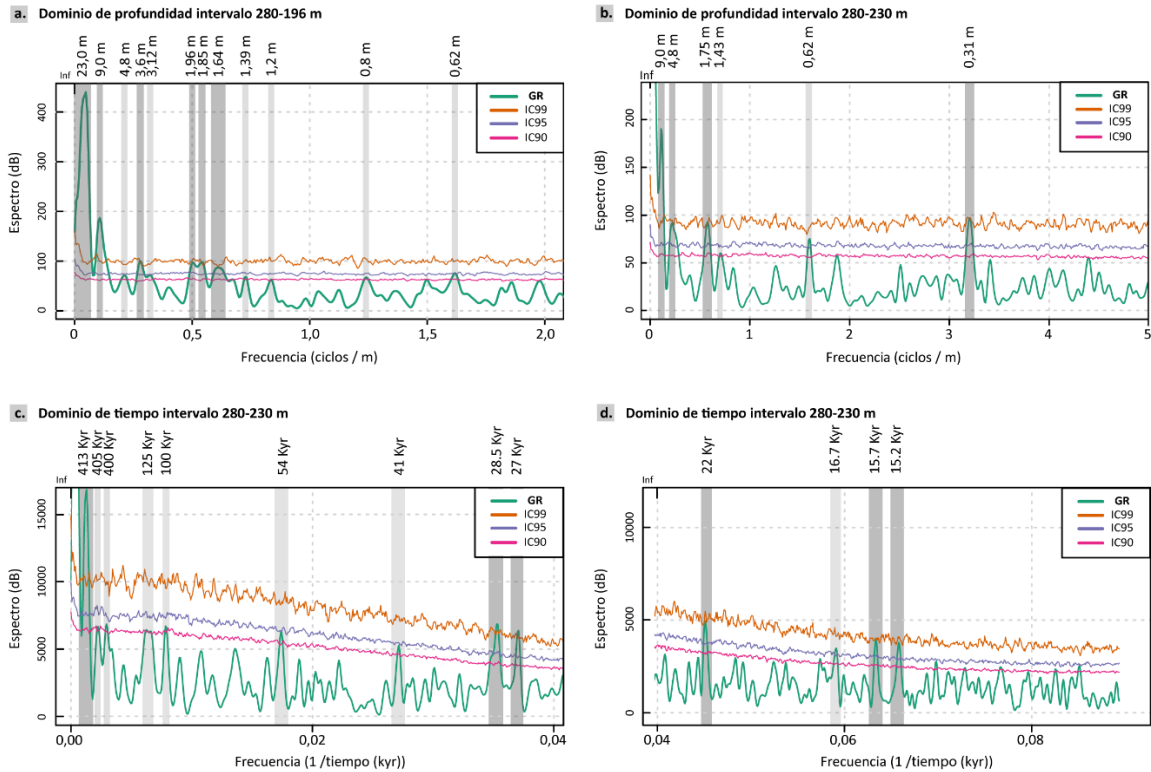 a. Dominio de profundidad intervalo 280-196 m
23,0 m
9,0 m
4,8 m
3,6 m
3,12 m
1,96 m
1,85 m
1,64 m
1,39 m
1,2 m
0,8 m
0,62 m
Inf
GR
IC99
IC95
IC90
Espectro (dB)
400
300
200
100
0
0
0,5
1,0
1,5
2,0
Frecuencia (ciclos / m)
b. Dominio de profundidad intervalo 280-230 m
9,0 m
4,8 m
1,75 m
1,43 m
0,62 m
0,31 m
Inf
GR
IC99
IC95
IC90
Espectro (dB)
200
150
100
50
0
0
1
2
3
4
5
Frecuencia (ciclos / m)
c. Dominio de tiempo intervalo 280-230 m
413 Kyr
405 Kyr
400 Kyr
125 Kyr
100 Kyr
54 Kyr
41 Kyr
28.5 Kyr
27 Kyr
Inf
GR
IC99
IC95
IC90
Espectro (dB)
15000
10000
5000
0
0,00
0,02
0,04
Frecuencia (1 /tiempo (kyr))
d. Dominio de tiempo intervalo 280-230 m
22 Kyr
16.7 Kyr
15.7 Kyr
15.2 Kyr
Inf
GR
IC99
IC95
IC90
Espectro (dB)
10000
5000
0
0,04
0,06
0,08
Frecuencia (1 /tiempo (kyr))